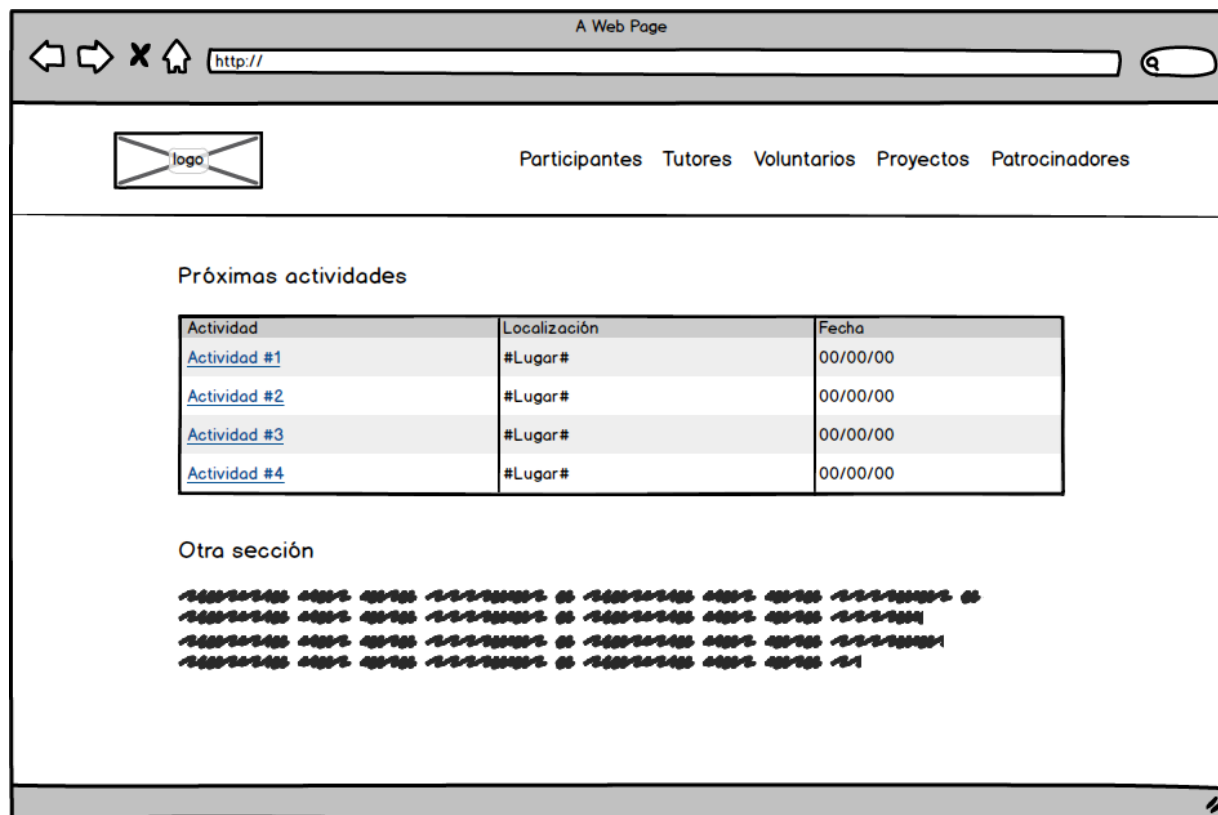 A Web Page
http://
logo
Participantes Tutores Voluntarios Proyectos Patrocinadores
Próximas actividades
Actividad Localización Fecha
Actividad #1 #Lugar# 00/00/00
Actividad #2 #Lugar# 00/00/00
Actividad #3 #Lugar# 00/00/00
Actividad #4 #Lugar# 00/00/00
Otra sección